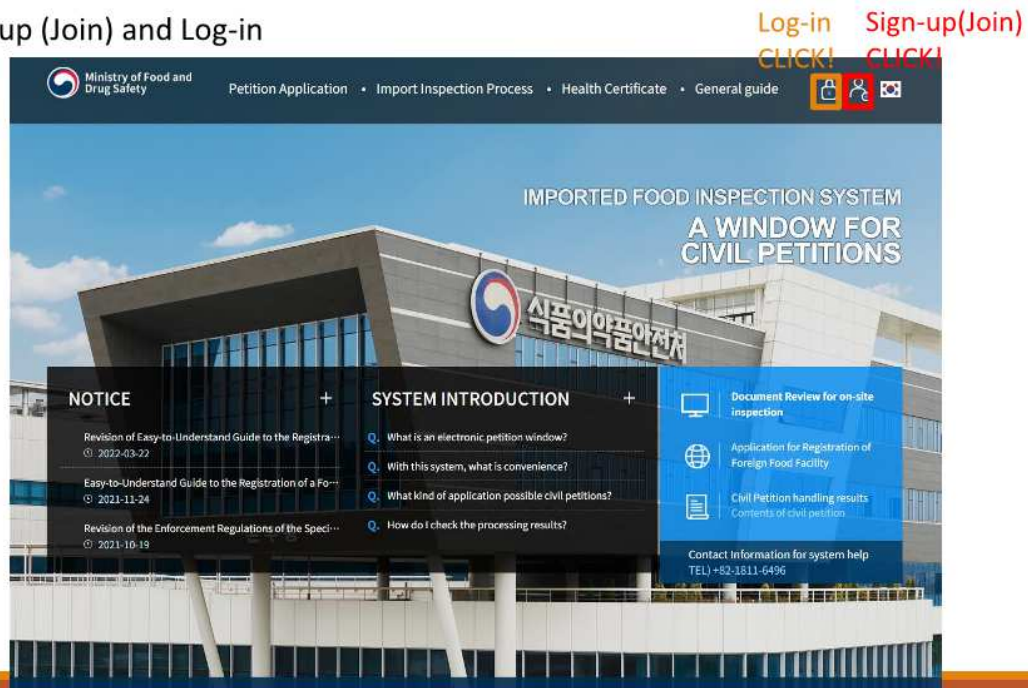 up (Join) and Log-in
Log-in
CLICK!
Sign-up(Join)
CLICK!
Ministry of Food and
Drug Safety
Petition Application • Import Inspection Process • Health Certificate • General guide
IMPORTED FOOD INSPECTION SYSTEM
A WINDOW FOR
CIVIL PETITIONS
식품의약품안전처
NOTICE +
Revision of Easy-to-Understand Guide to the Registra···
2022-03-22
Easy-to-Understand Guide to the Registration of a Fo···
2021-11-24
Revision of the Enforcement Regulations of the Speci···
2021-10-19
SYSTEM INTRODUCTION +
Q. What is an electronic petition window?
Q. With this system, what is convenience?
Q. What kind of application possible civil petitions?
Q. How do I check the processing results?
Document Review for on-site
inspection
Application for Registration of
Foreign Food Facility
Civil Petition handling results
Contents of civil petition
Contact Information for system help
TEL) +82-1811-6496